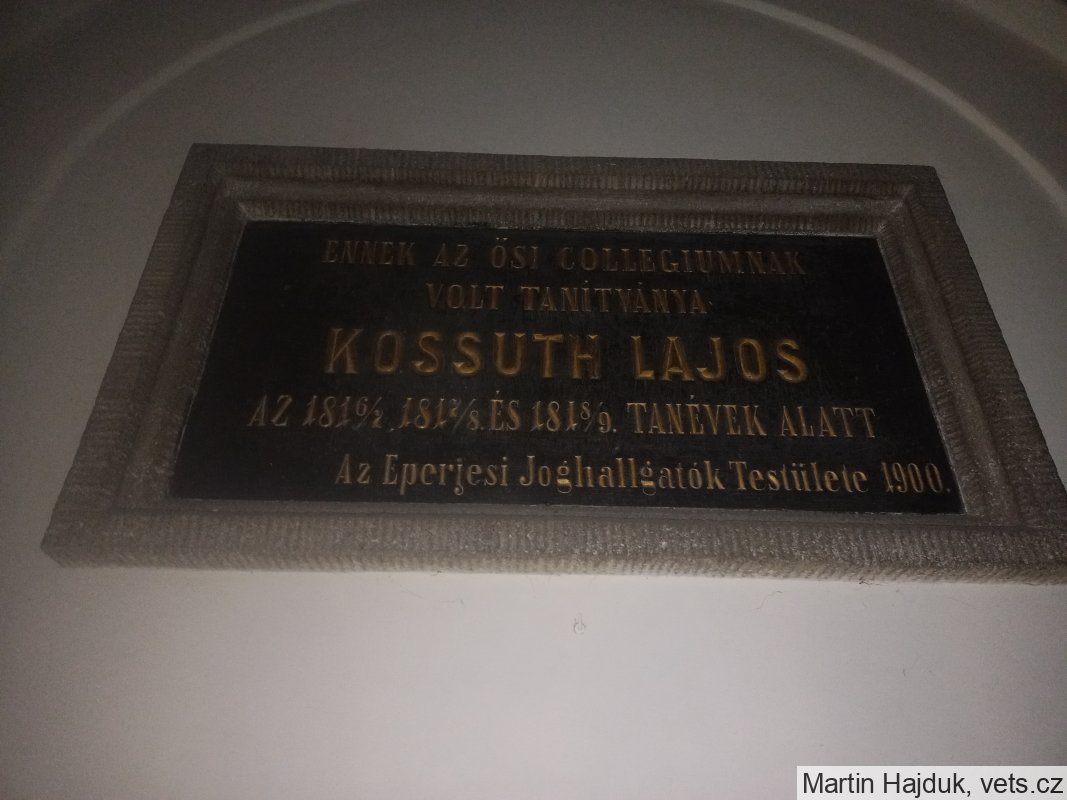 ENNEK AZ ŐSI COLLEGIUMNAK
VOLT TANÍTVÁNYA
KOSSUTH LAJOS
AZ 1816/7. 1817/8. ÉS 1818/9. TANÉVEK ALATT
Az Eperjesi Joghallgatók Testülete 1900.
Martin Hajduk, vets.cz